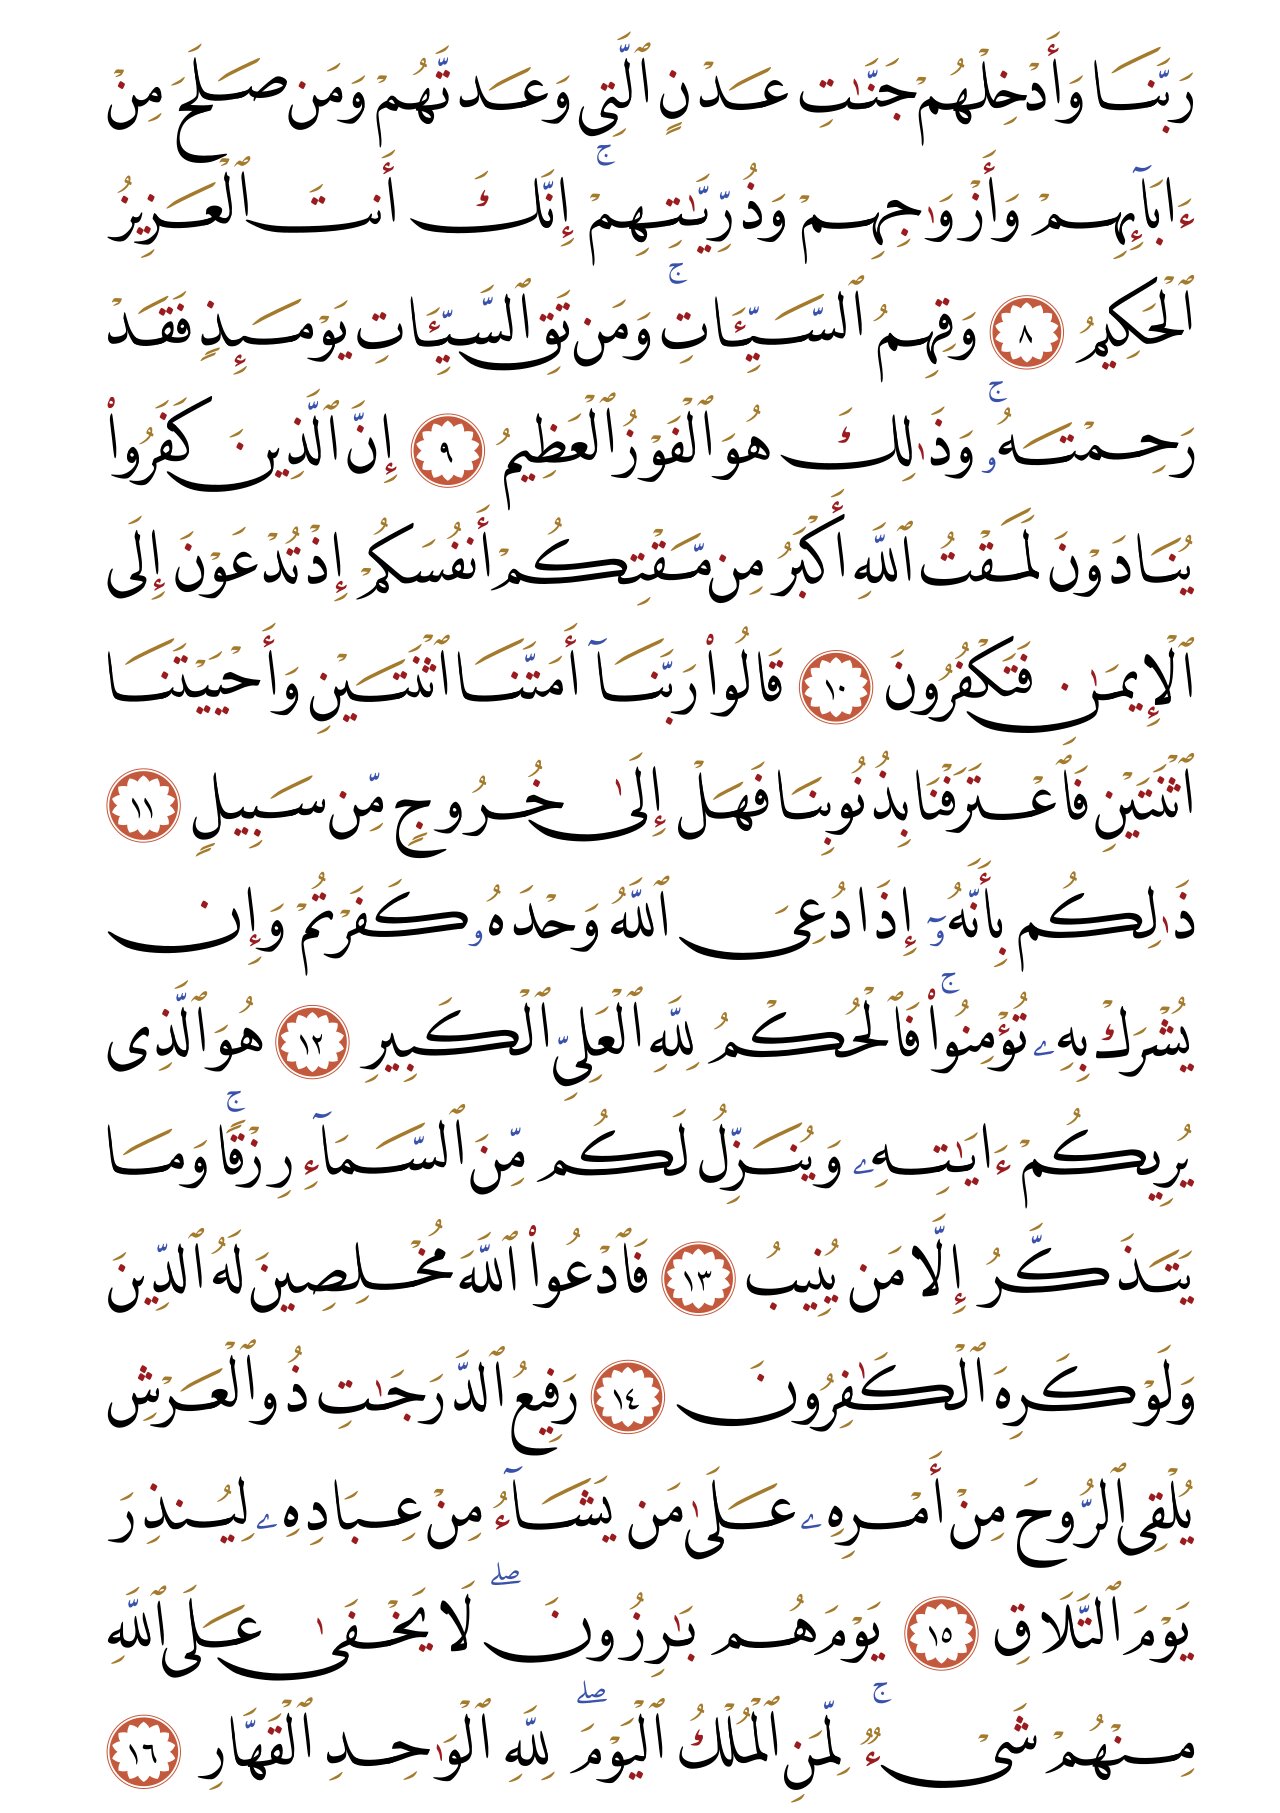 رَبَّنَا وَأَدْخِلْهُمْ جَنَّـٰتِ عَدْنٍ ٱلَّتِى وَعَدتَّهُمْ وَمَن صَلَحَ مِنْ
ءَابَآئِهِمْ وَأَزْوَٰجِهِمْ وَذُرِّيَّـٰتِهِمْ ۚ إِنَّكَ أَنتَ ٱلْعَزِيزُ
ٱلْحَكِيمُ ٨ وَقِهِمُ ٱلسَّيِّـَٔاتِ ۚ وَمَن تَقِ ٱلسَّيِّـَٔاتِ يَوْمَئِذٍ فَقَدْ
رَحِمْتَهُۥ ۚ وَذَٰلِكَ هُوَ ٱلْفَوْزُ ٱلْعَظِيمُ ٩ إِنَّ ٱلَّذِينَ كَفَرُوا۟
يُنَادَوْنَ لَمَقْتُ ٱللَّهِ أَكْبَرُ مِن مَّقْتِكُمْ أَنفُسَكُمْ إِذْ تُدْعَوْنَ إِلَى
ٱلْإِيمَـٰنِ فَتَكْفُرُونَ ١٠ قَالُوا۟ رَبَّنَآ أَمَتَّنَا ٱثْنَتَيْنِ وَأَحْيَيْتَنَا
ٱثْنَتَيْنِ فَٱعْتَرَفْنَا بِذُنُوبِنَا فَهَلْ إِلَىٰ خُرُوجٍ مِّن سَبِيلٍ ١١
ذَٰلِكُم بِأَنَّهُۥٓ إِذَا دُعِىَ ٱللَّهُ وَحْدَهُۥ كَفَرْتُمْ وَإِن
يُشْرَكْ بِهِۦ تُؤْمِنُوا۟ ۚ فَٱلْحُكْمُ لِلَّهِ ٱلْعَلِىِّ ٱلْكَبِيرِ ١٢ هُوَ ٱلَّذِى
يُرِيكُمْ ءَايَـٰتِهِۦ وَيُنَزِّلُ لَكُم مِّنَ ٱلسَّمَآءِ رِزْقًا ۚ وَمَا
يَتَذَكَّرُ إِلَّا مَن يُنِيبُ ١٣ فَٱدْعُوا۟ ٱللَّهَ مُخْلِصِينَ لَهُ ٱلدِّينَ
وَلَوْ كَرِهَ ٱلْكَـٰفِرُونَ ١٤ رَفِيعُ ٱلدَّرَجَـٰتِ ذُو ٱلْعَرْشِ
يُلْقِى ٱلرُّوحَ مِنْ أَمْرِهِۦ عَلَىٰ مَن يَشَآءُ مِنْ عِبَادِهِۦ لِيُنذِرَ
يَوْمَ ٱلتَّلَاقِ ١٥ يَوْمَ هُم بَـٰرِزُونَ ۖ لَا يَخْفَىٰ عَلَى ٱللَّهِ
مِنْهُمْ شَىْءٌ ۚ لِّمَنِ ٱلْمُلْكُ ٱلْيَوْمَ ۖ لِلَّهِ ٱلْوَٰحِدِ ٱلْقَهَّارِ ١٦